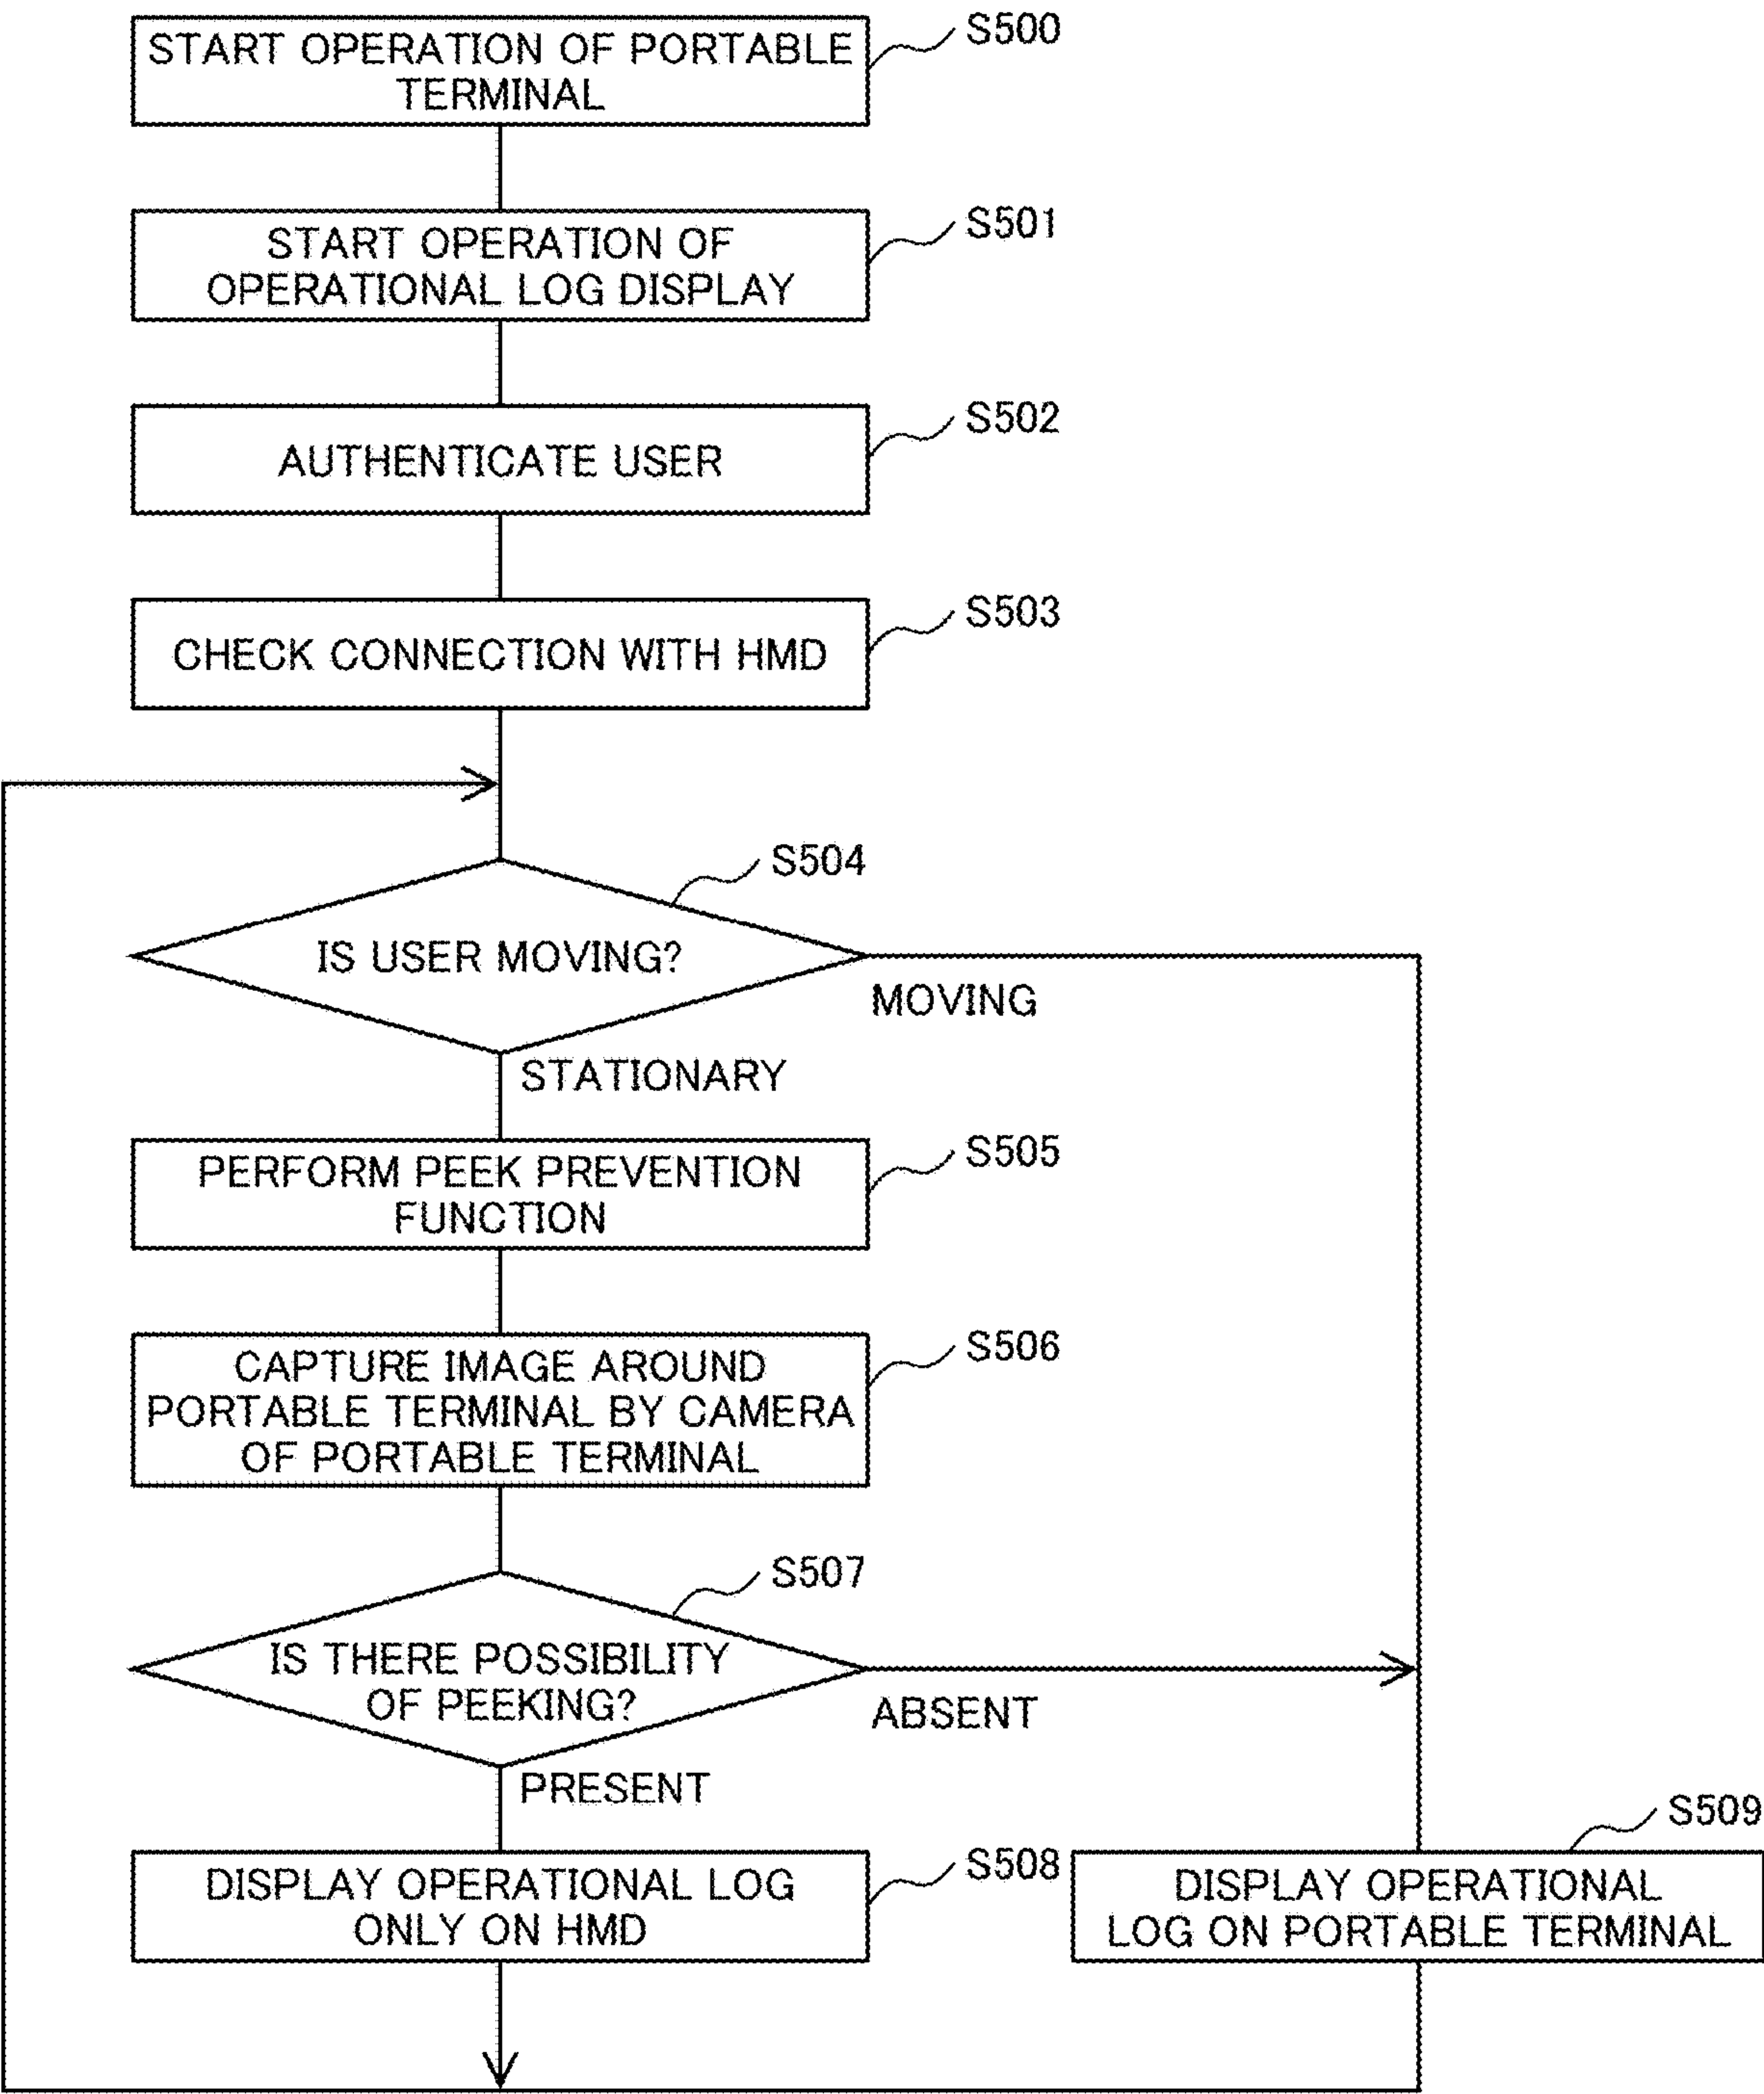 START OPERATION OF PORTABLE
TERMINAL
S500
START OPERATION OF
OPERATIONAL LOG DISPLAY
S501
AUTHENTICATE USER
S502
CHECK CONNECTION WITH HMD
S503
IS USER MOVING?
S504
MOVING
STATIONARY
PERFORM PEEK PREVENTION
FUNCTION
S505
CAPTURE IMAGE AROUND
PORTABLE TERMINAL BY CAMERA
OF PORTABLE TERMINAL
S506
IS THERE POSSIBILITY
OF PEEKING?
S507
ABSENT
PRESENT
DISPLAY OPERATIONAL LOG
ONLY ON HMD
S508
DISPLAY OPERATIONAL
LOG ON PORTABLE TERMINAL
S509